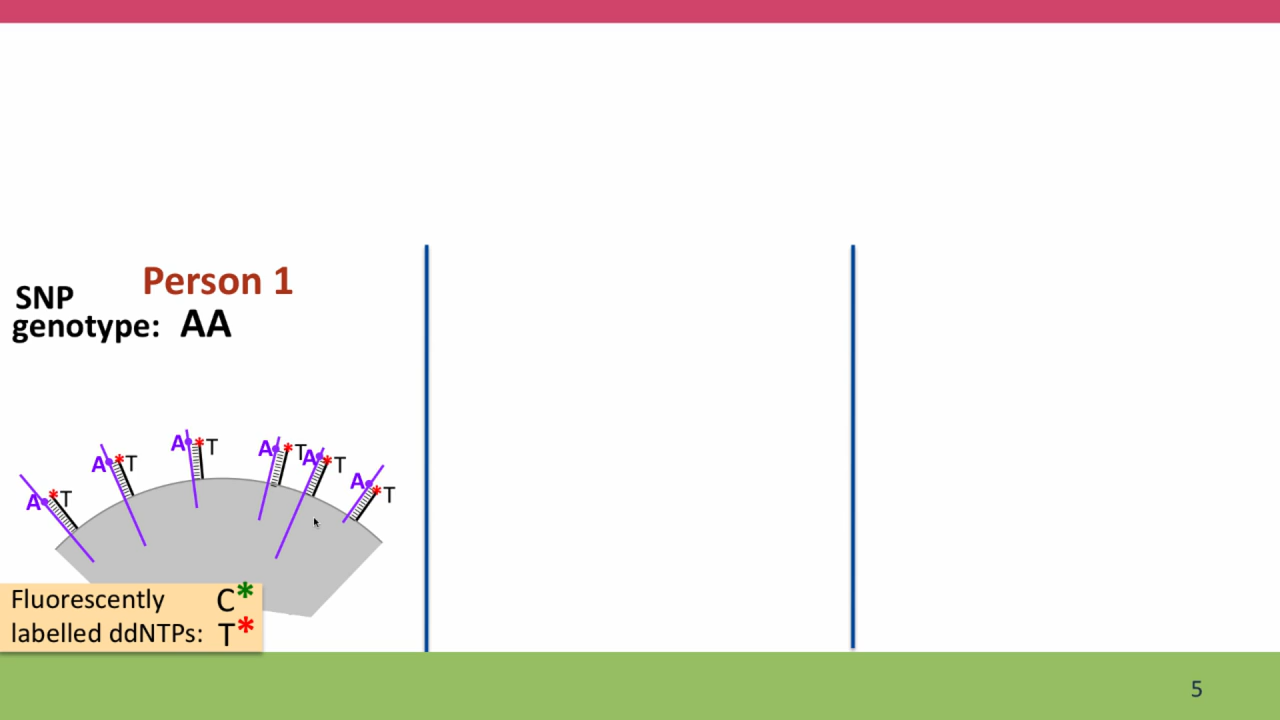 Person 1
SNP
genotype: AA
A*T
A*T
A*T
A*T
A*T
A*T
Fluorescently C*
labelled ddNTPs: T*
5